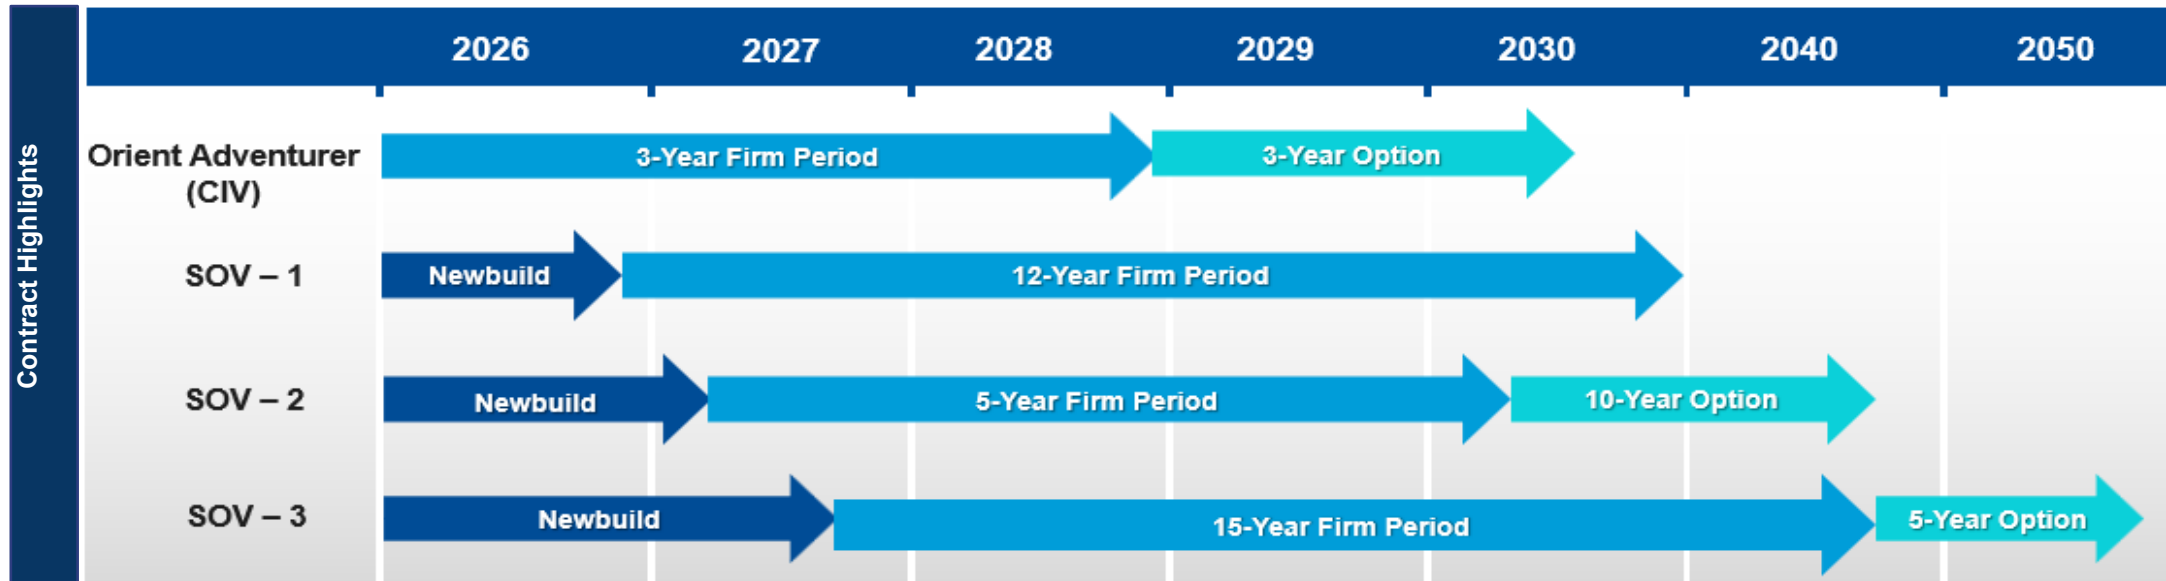 Contract Highlights
2026 2027 2028 2029 2030 2040 2050
Orient Adventurer
(CIV)
3-Year Firm Period
3-Year Option
SOV – 1
Newbuild
12-Year Firm Period
SOV – 2
Newbuild
5-Year Firm Period
10-Year Option
SOV – 3
Newbuild
15-Year Firm Period
5-Year Option